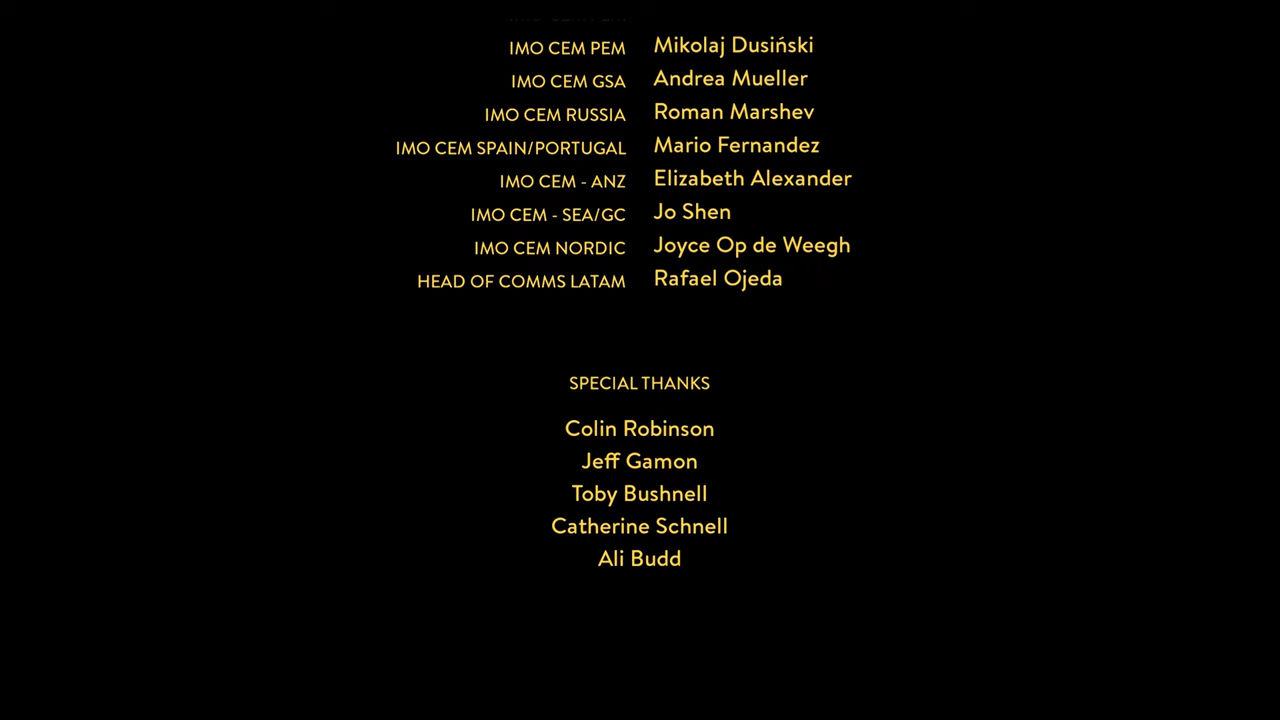 IMO CEM PEM Mikolaj Dusiński
IMO CEM GSA Andrea Mueller
IMO CEM RUSSIA Roman Marshev
IMO CEM SPAIN/PORTUGAL Mario Fernandez
IMO CEM - ANZ Elizabeth Alexander
IMO CEM - SEA/GC Jo Shen
IMO CEM NORDIC Joyce Op de Weegh
HEAD OF COMMS LATAM Rafael Ojeda
SPECIAL THANKS
Colin Robinson
Jeff Gamon
Toby Bushnell
Catherine Schnell
Ali Budd